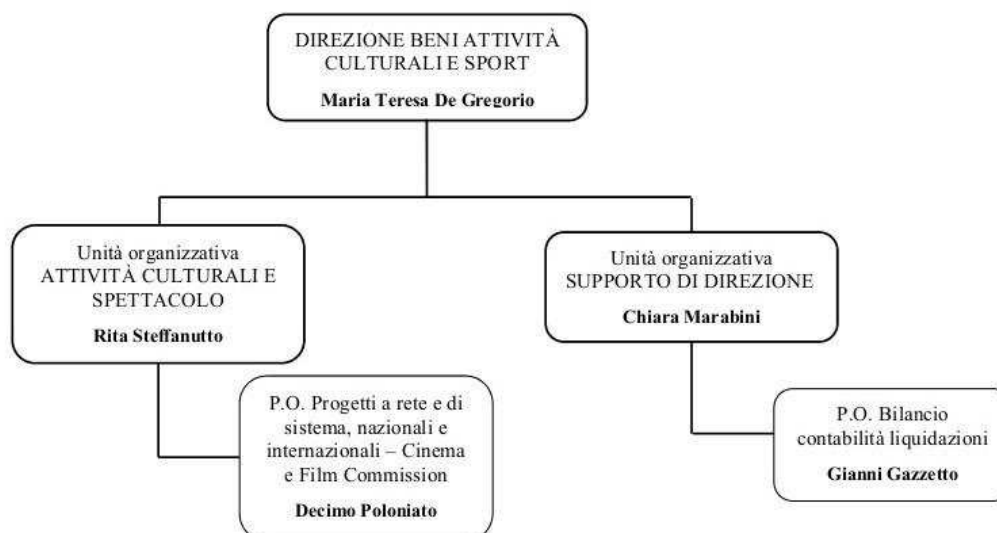 DIREZIONE BENI ATTIVITÀ
CULTURALI E SPORT
Maria Teresa De Gregorio
Unità organizzativa
ATTIVITÀ CULTURALI E
SPETTACOLO
Rita Steffanutto
Unità organizzativa
SUPPORTO DI DIREZIONE
Chiara Marabini
P.O. Progetti a rete e di
sistema, nazionali e
internazionali – Cinema
e Film Commission
Decimo Poloniato
P.O. Bilancio
contabilità liquidazioni
Gianni Gazzetto